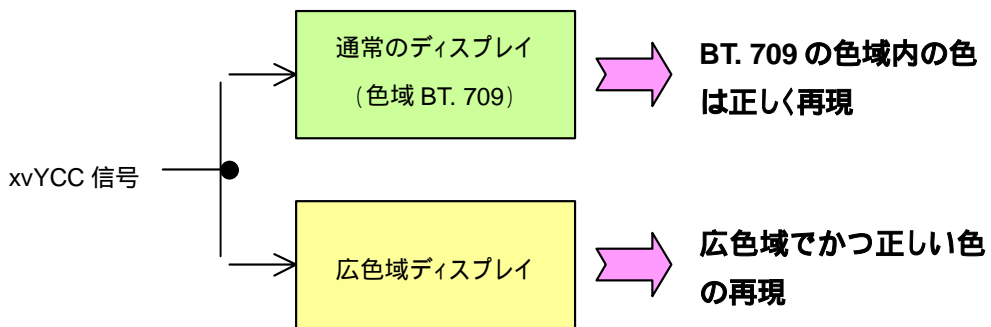 通常のディスプレイ
(色域 BT. 709)
BT. 709 の色域内の色
は正しく再現
xvYCC 信号
広色域ディスプレイ
広色域でかつ正しい色
の再現